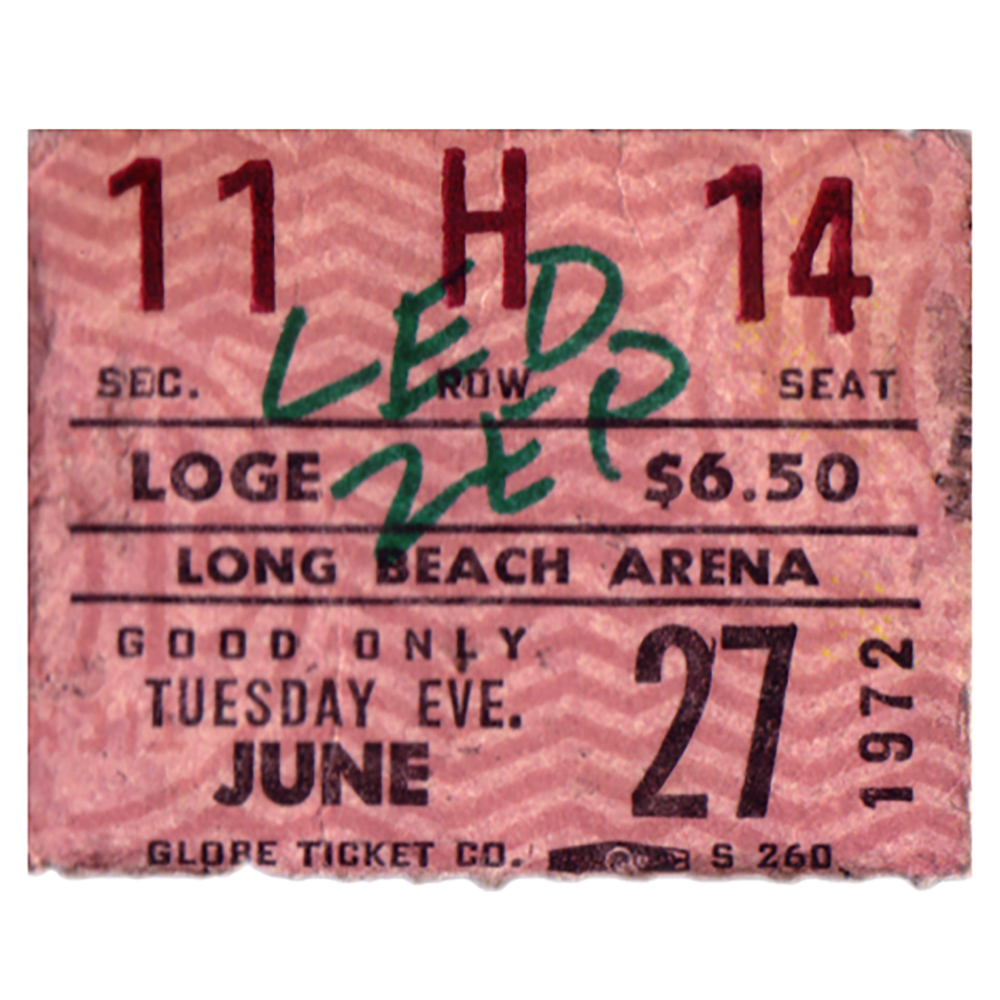 11 H 14
LED
SEC. ROW SEAT
ZEP
LOGE $6.50
LONG BEACH ARENA
GOOD ONLY
TUESDAY EVE.
JUNE 27 1972
GLOBE TICKET CO. S 260